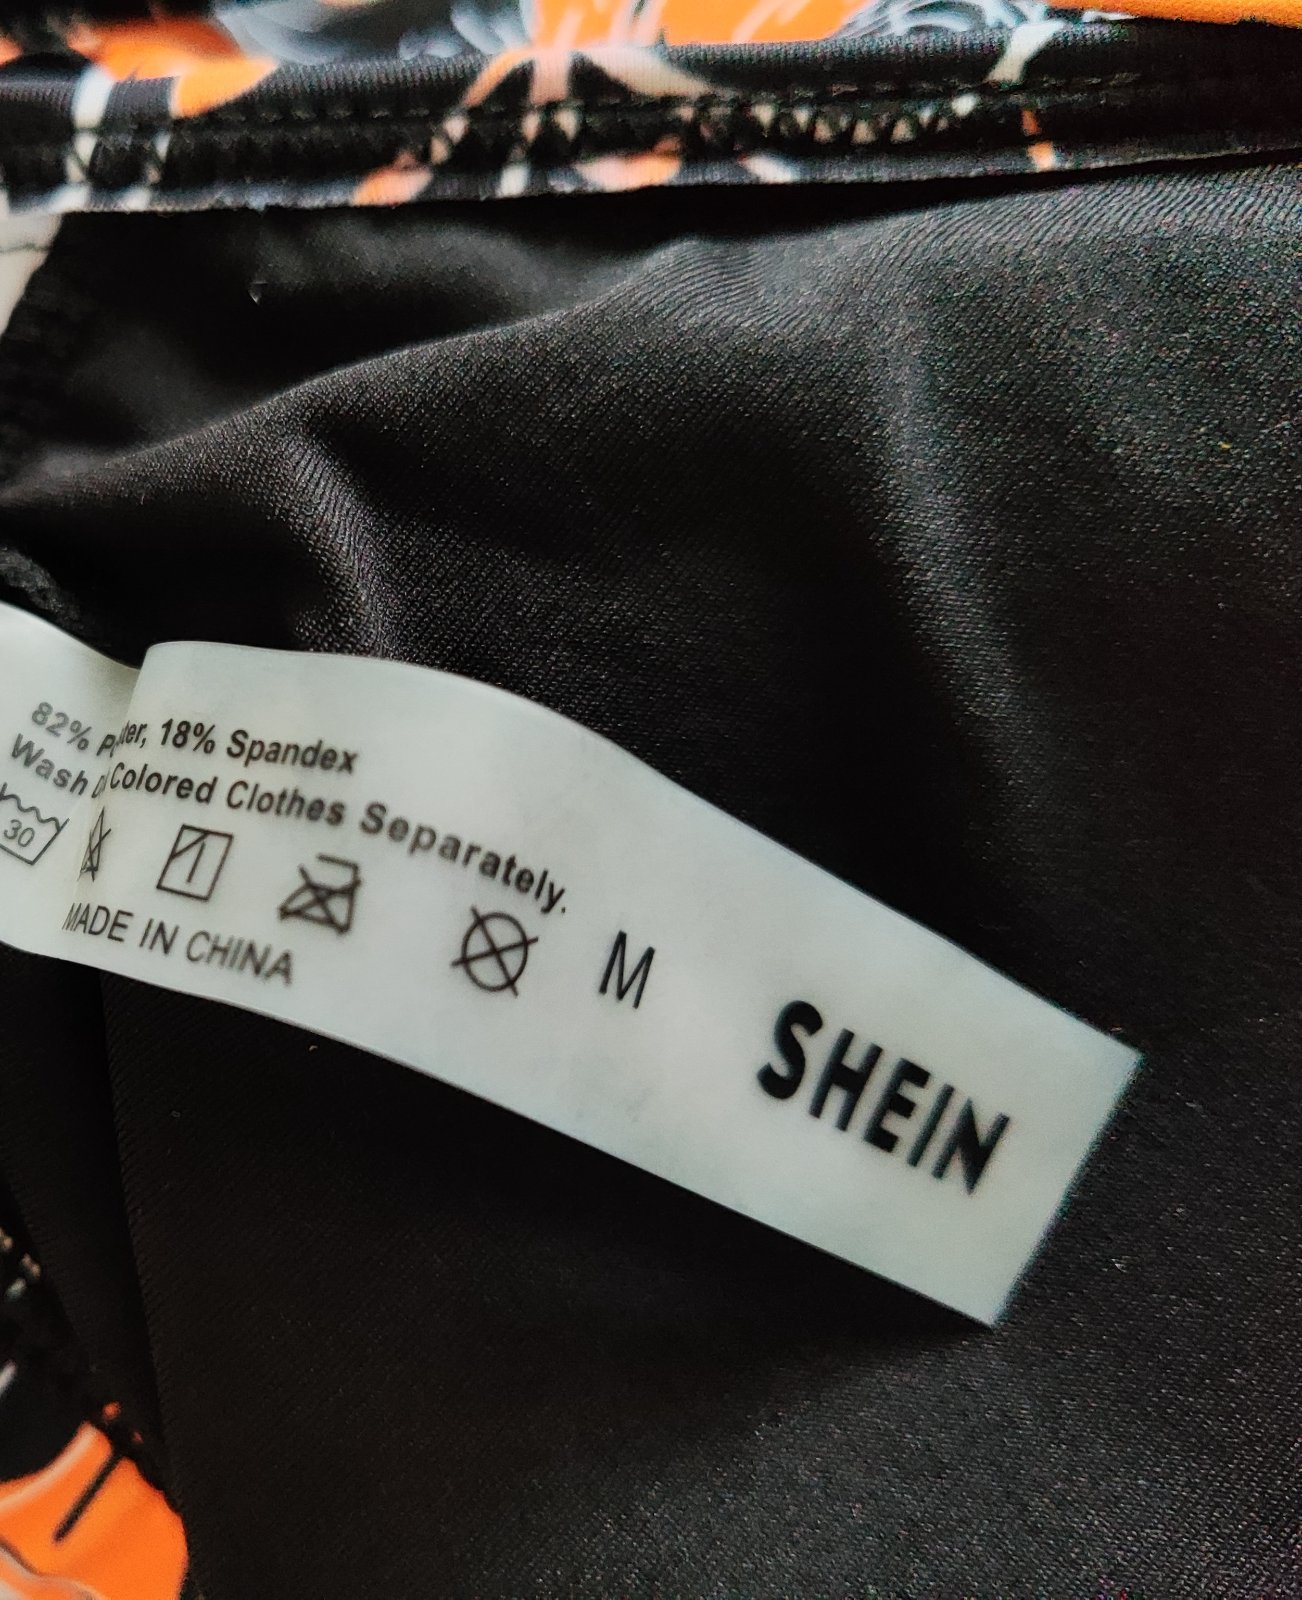 82% P ter, 18% Spandex
Wash Colored Clothes Separately.
30
MADE IN CHINA
M
SHEIN